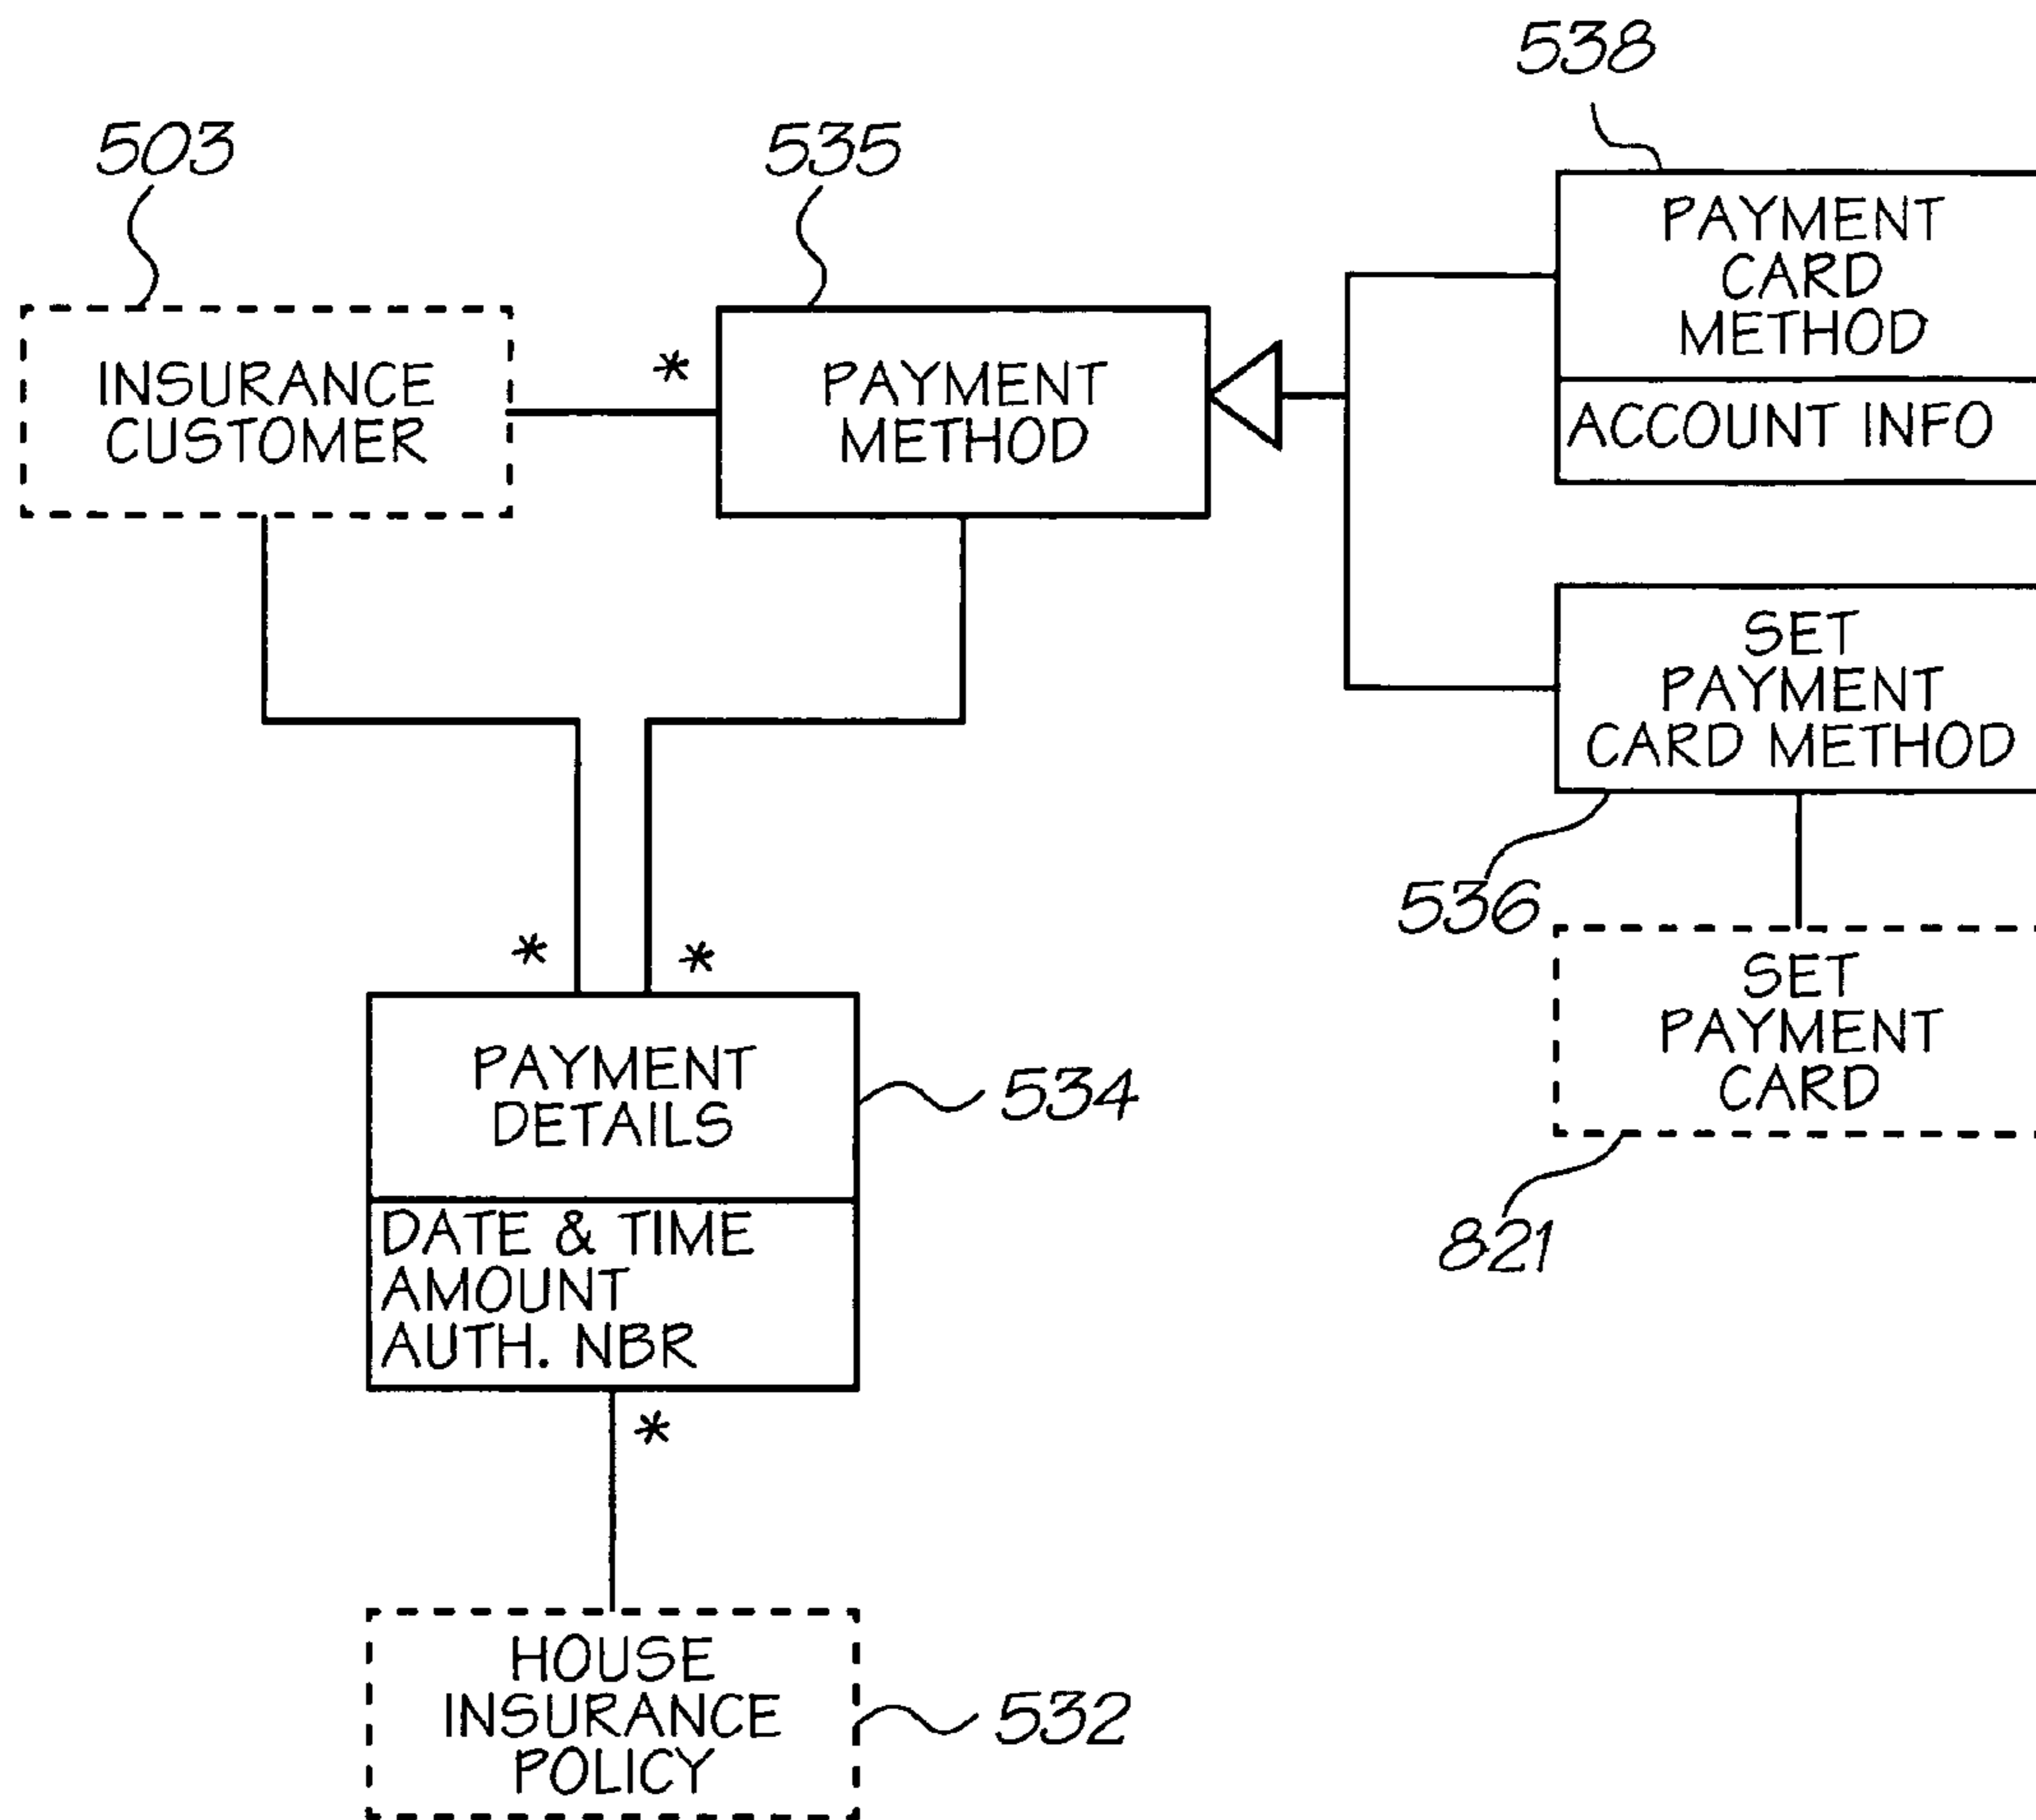 538
503
535
PAYMENT
CARD
METHOD
ACCOUNT INFO
INSURANCE
CUSTOMER
*
PAYMENT
METHOD
SET
PAYMENT
CARD METHOD
536
*
*
SET
PAYMENT
CARD
821
PAYMENT
DETAILS
534
DATE & TIME
AMOUNT
AUTH. NBR
*
HOUSE
INSURANCE
POLICY
532